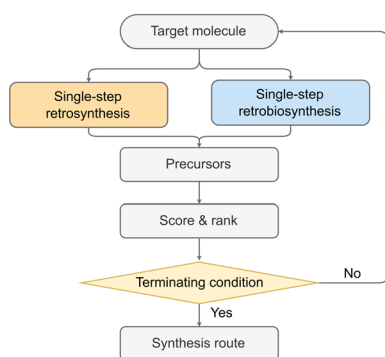 Target molecule
Single-step
retrosynthesis
Single-step
retrobiosynthesis
Precursors
Score & rank
Terminating condition
No
Yes
Synthesis route